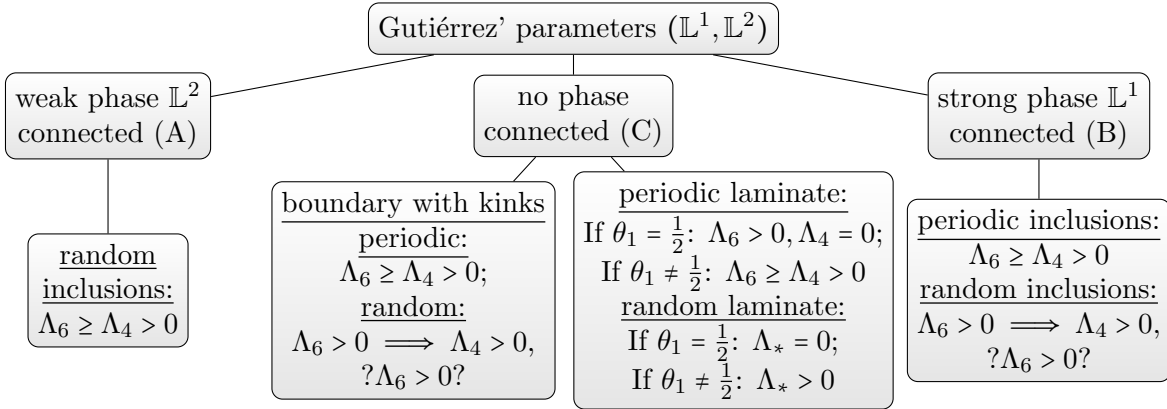 Gutiérrez’ parameters (𝕃¹, 𝕃²)
weak phase 𝕃²
connected (A)
random
inclusions:
Λ₆ ≥ Λ₄ > 0
no phase
connected (C)
boundary with kinks
periodic:
Λ₆ ≥ Λ₄ > 0;
random:
Λ₆ > 0 ⟹ Λ₄ > 0,
?Λ₆ > 0?
periodic laminate:
If θ₁ = 1/2: Λ₆ > 0, Λ₄ = 0;
If θ₁ ≠ 1/2: Λ₆ ≥ Λ₄ > 0
random laminate:
If θ₁ = 1/2: Λ∗ = 0;
If θ₁ ≠ 1/2: Λ∗ > 0
strong phase 𝕃¹
connected (B)
periodic inclusions:
Λ₆ ≥ Λ₄ > 0
random inclusions:
Λ₆ > 0 ⟹ Λ₄ > 0,
?Λ₆ > 0?